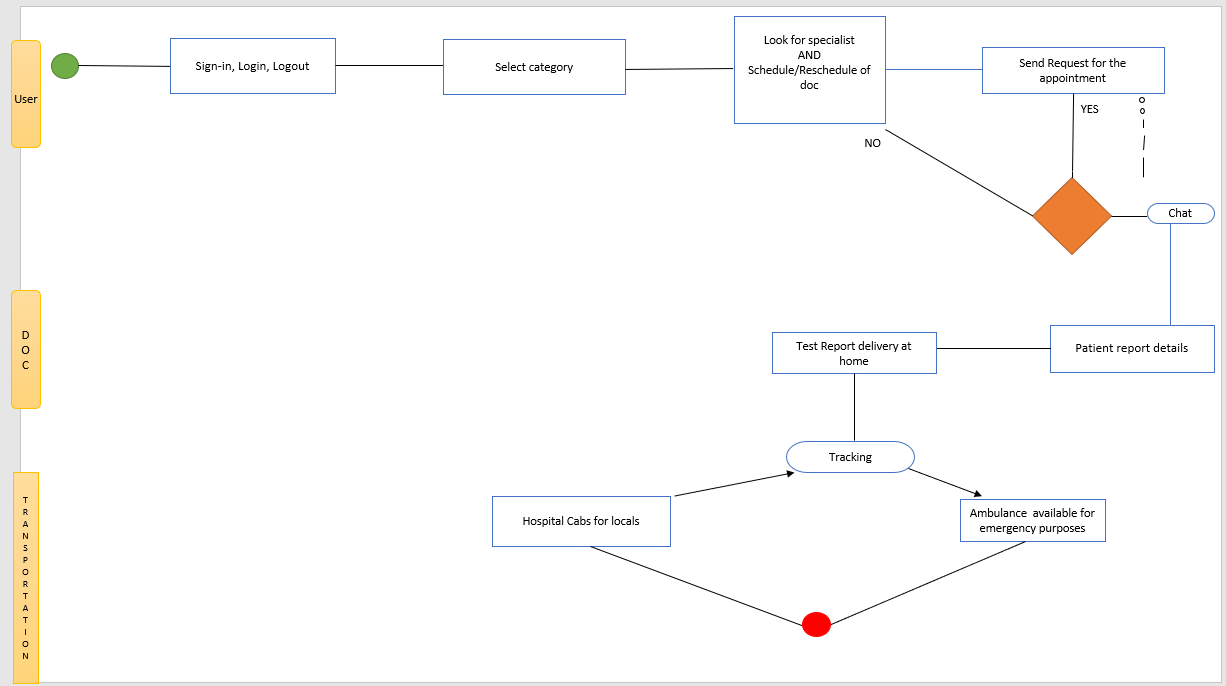 User
Sign-in, Login, Logout
Select category
Look for specialist
AND
Schedule/Reschedule of
doc
Send Request for the
appointment
YES
NO
Chat
D
O
C
Test Report delivery at
home
Patient report details
Tracking
T
R
A
N
S
P
O
R
T
A
T
I
O
N
Hospital Cabs for locals
Ambulance available for
emergency purposes